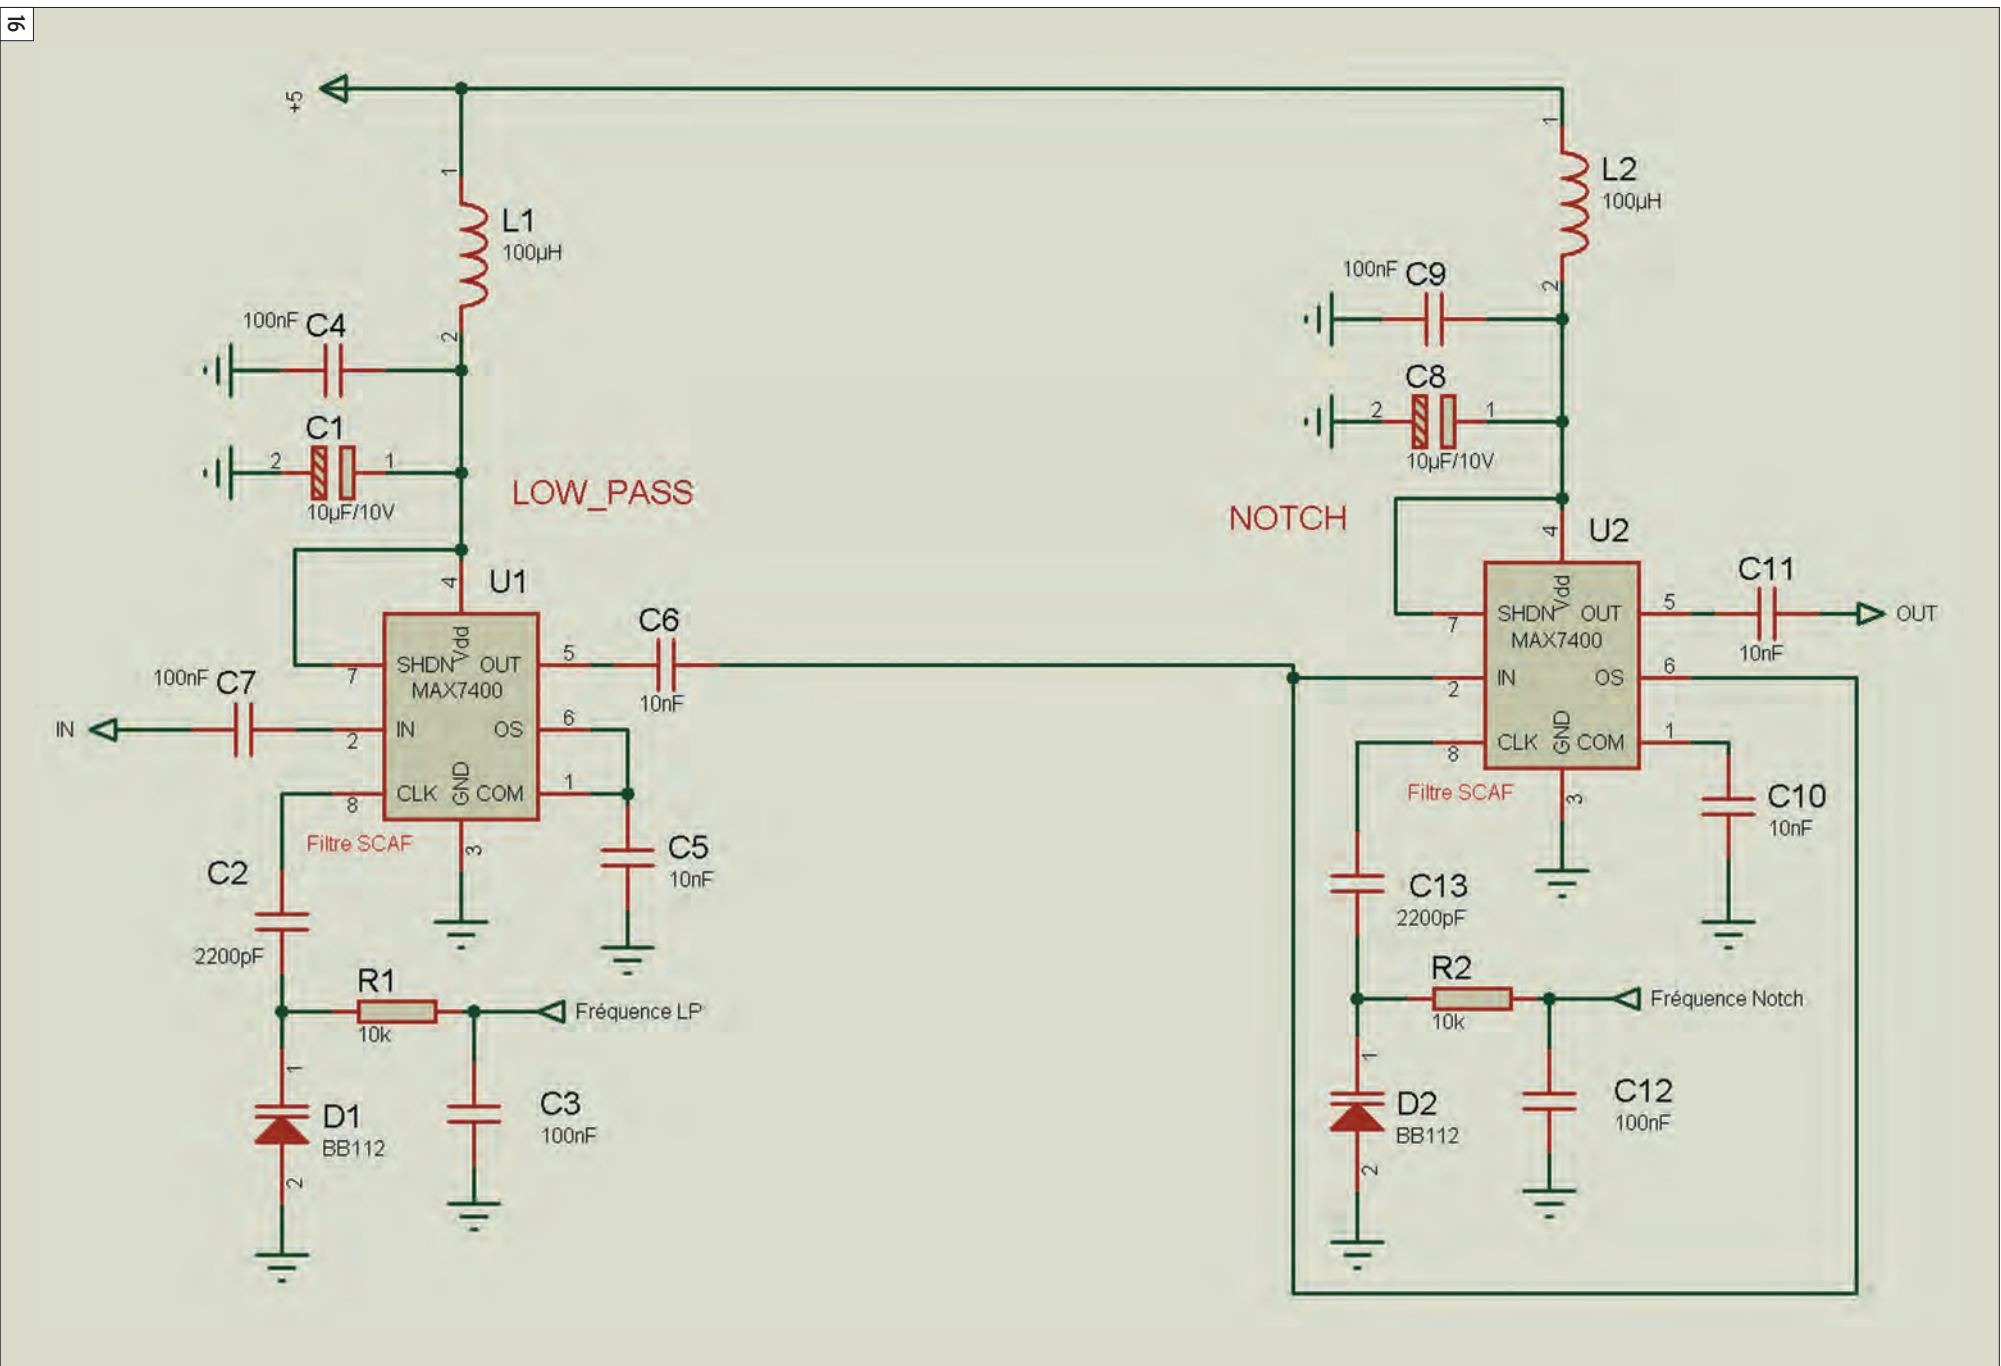 16
+5
1
L1
100µH
2
100nF C4
C1
2 1
10µF/10V
LOW_PASS
4
U1
Vdd
SHDN OUT
MAX7400
7
5
IN OS
2
6
CLK GND COM
8
1
3
Filtre SCAF
100nF C7
IN
C6
10nF
C5
10nF
C2
2200pF
R1
10k
Fréquence LP
1
D1
BB112
2
C3
100nF
1
L2
100µH
2
100nF C9
C8
2 1
10µF/10V
NOTCH
4
U2
Vdd
SHDN OUT
MAX7400
7
5
IN OS
2
6
CLK GND COM
8
1
3
Filtre SCAF
C11
10nF
OUT
C10
10nF
C13
2200pF
R2
10k
Fréquence Notch
1
D2
BB112
2
C12
100nF